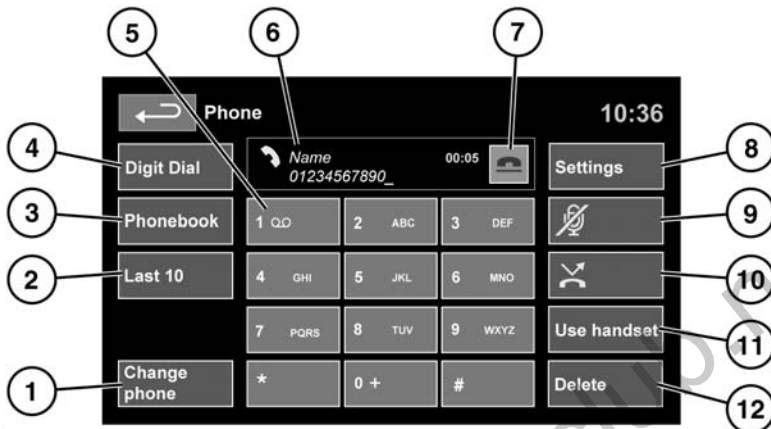 5 6 7
Phone 10:36
4 Digit Dial Name 00:05 Settings 8
01234567890_
3 Phonebook 1 2 ABC 3 DEF 9
2 Last 10 4 GHI 5 JKL 6 MNO 10
7 PQRS 8 TUV 9 WXYZ Use handset 11
1 Change phone * 0 + # Delete 12